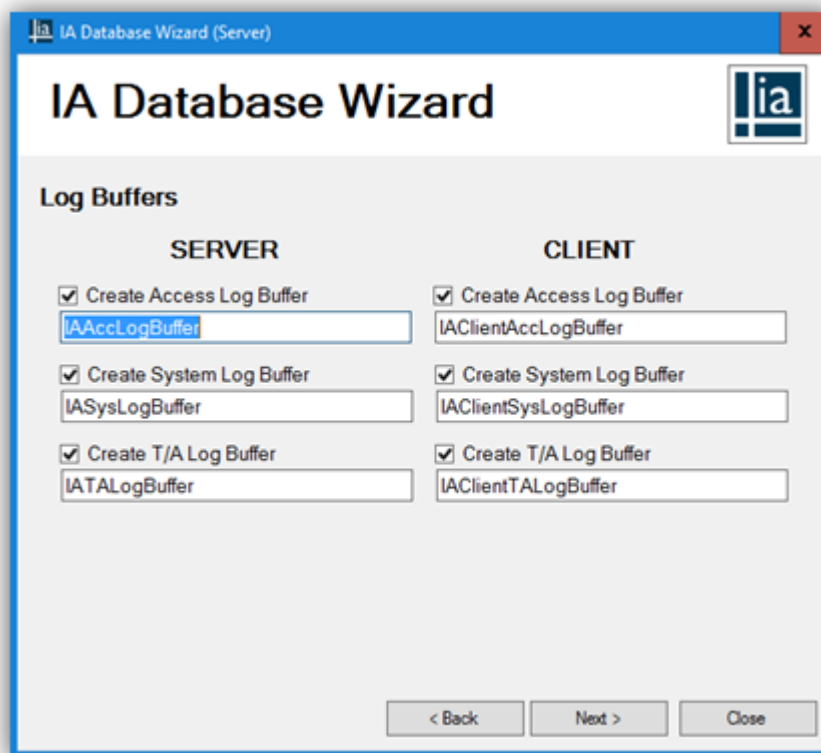 IA Database Wizard (Server)
IA Database Wizard
ia
Log Buffers
SERVER CLIENT
Create Access Log Buffer Create Access Log Buffer
IAAccLogBuffer IAClientAccLogBuffer
Create System Log Buffer Create System Log Buffer
IASysLogBuffer IAClientSysLogBuffer
Create T/A Log Buffer Create T/A Log Buffer
IATALogBuffer IAClientTALogBuffer
< Back Next > Close